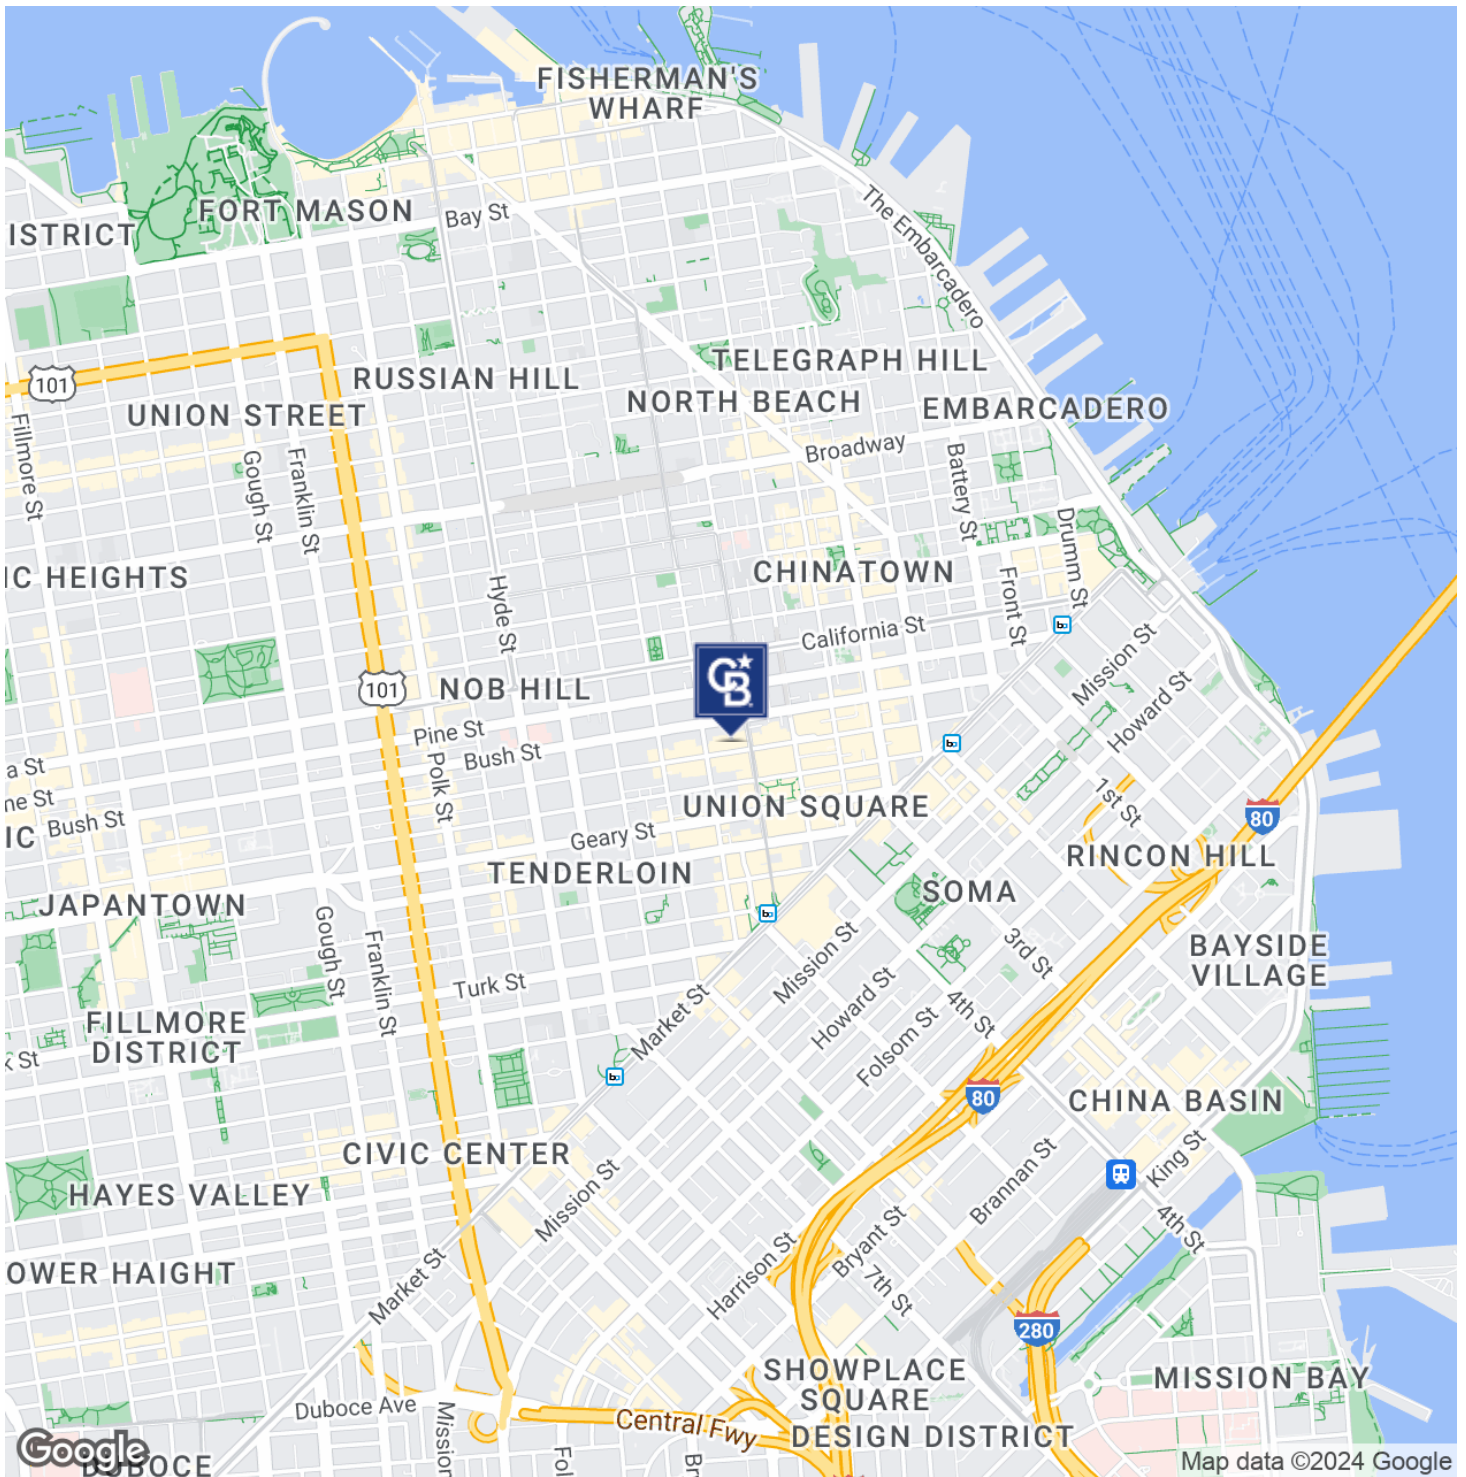 FISHERMAN'S
WHARF
FORT MASON
Bay St
ISTRICT
The Embarcadero
101
RUSSIAN HILL
TELEGRAPH HILL
NORTH BEACH
EMBARCADERO
UNION STREET
Fillmore St
Gough St
Franklin St
Broadway
Battery St
Drumm St
IC HEIGHTS
Hyde St
CHINATOWN
Front St
California St
Mission St
Howard St
CB
101
NOB HILL
Pine St
Bush St
Polk St
a St
ne St
Bush St
IC
UNION SQUARE
Geary St
1st St
80
RINCON HILL
TENDERLOIN
SOMA
JAPANTOWN
Gough St
Franklin St
Mission St
3rd St
BAYSIDE
VILLAGE
Turk St
Market St
Howard St
4th St
Folsom St
FILLMORE
DISTRICT
k St
80
CHINA BASIN
CIVIC CENTER
King St
HAYES VALLEY
Mission St
Brannan St
4th St
OWER HAIGHT
Market St
Harrison St
Bryant St
7th St
280
SHOWPLACE
SQUARE
MISSION BAY
Duboce Ave
Mission
Central Fwy
DESIGN DISTRICT
Google
DUBOCE
Fol
Br
Map data ©2024 Google